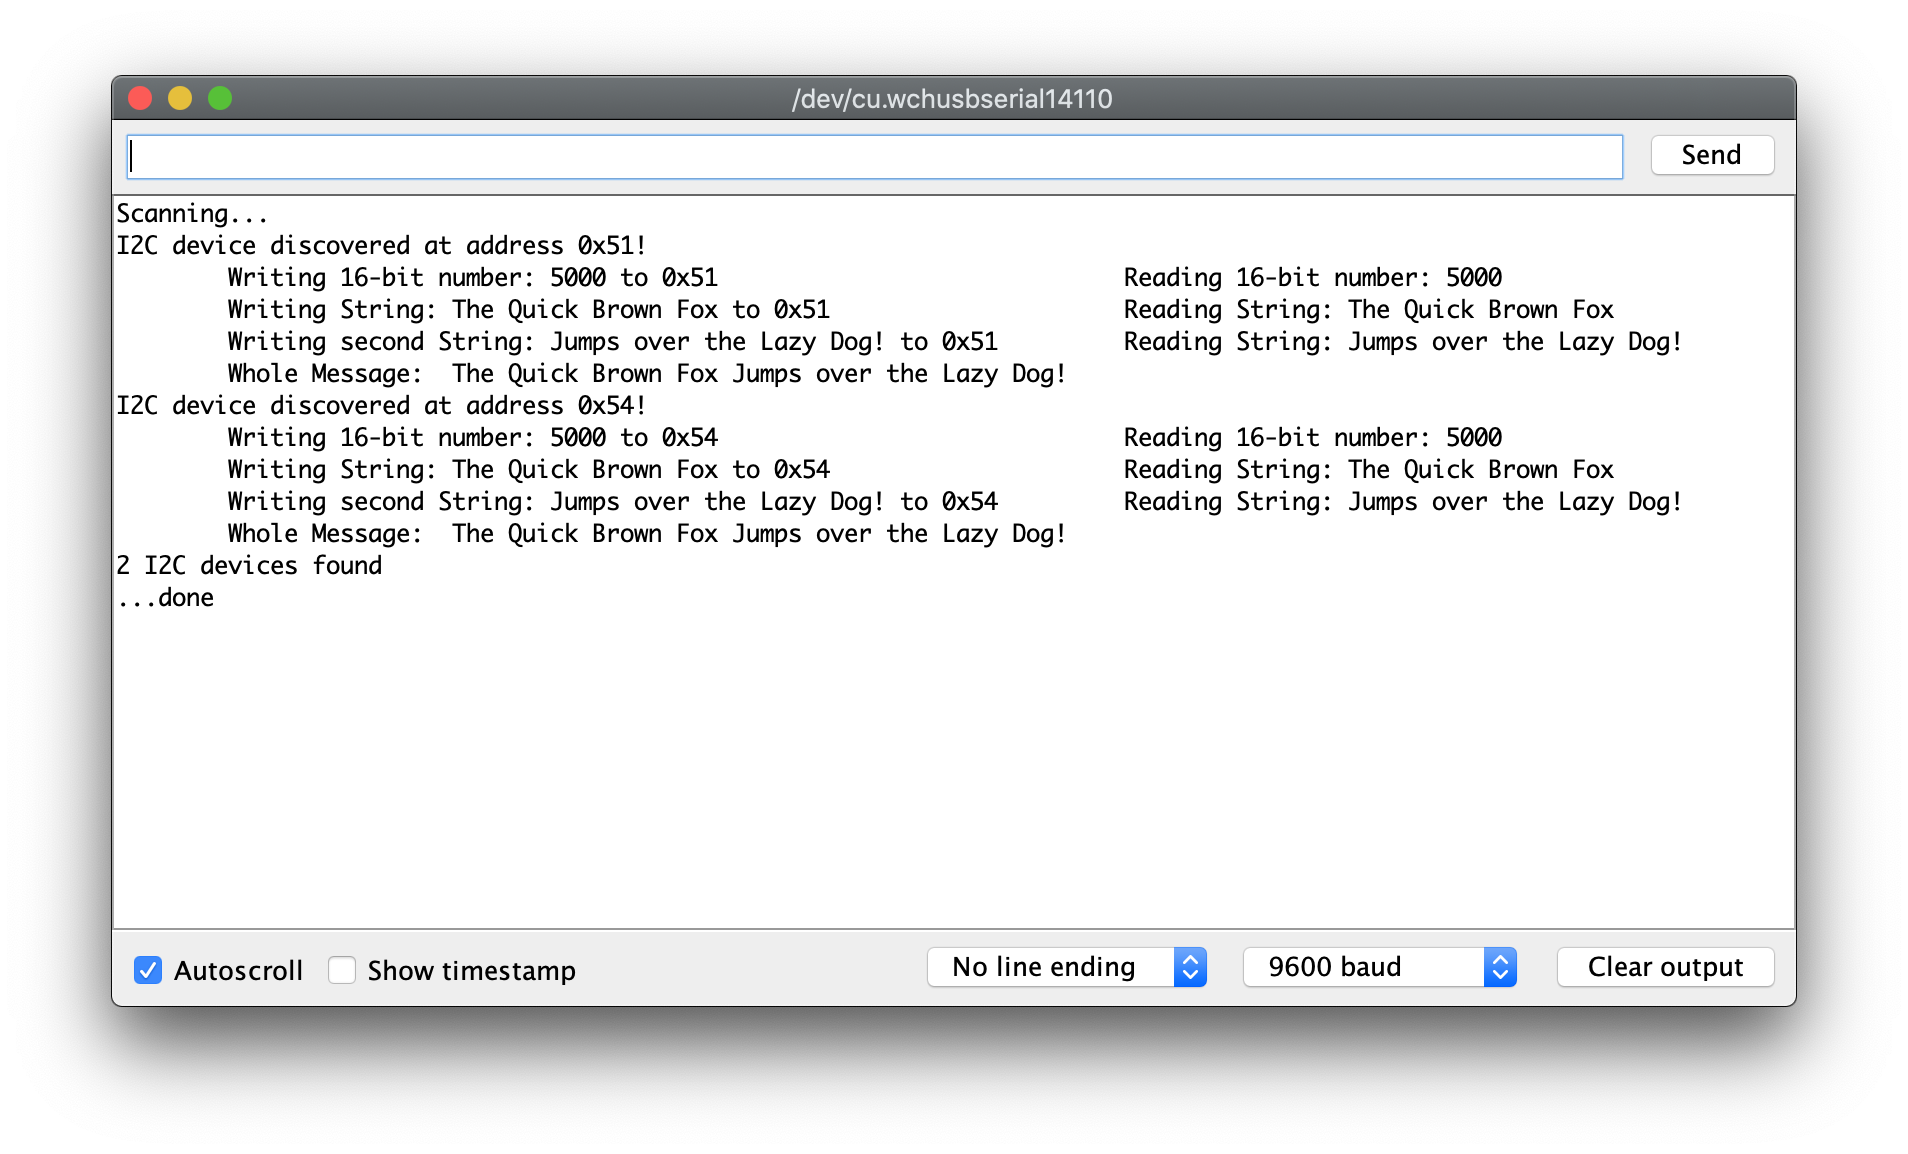 /dev/cu.wchusbserial14110
Send
Scanning...
I2C device discovered at address 0x51!
Writing 16-bit number: 5000 to 0x51 Reading 16-bit number: 5000
Writing String: The Quick Brown Fox to 0x51 Reading String: The Quick Brown Fox
Writing second String: Jumps over the Lazy Dog! to 0x51 Reading String: Jumps over the Lazy Dog!
Whole Message:  The Quick Brown Fox Jumps over the Lazy Dog!
I2C device discovered at address 0x54!
Writing 16-bit number: 5000 to 0x54 Reading 16-bit number: 5000
Writing String: The Quick Brown Fox to 0x54 Reading String: The Quick Brown Fox
Writing second String: Jumps over the Lazy Dog! to 0x54 Reading String: Jumps over the Lazy Dog!
Whole Message:  The Quick Brown Fox Jumps over the Lazy Dog!
2 I2C devices found
...done
Autoscroll Show timestamp No line ending 9600 baud Clear output